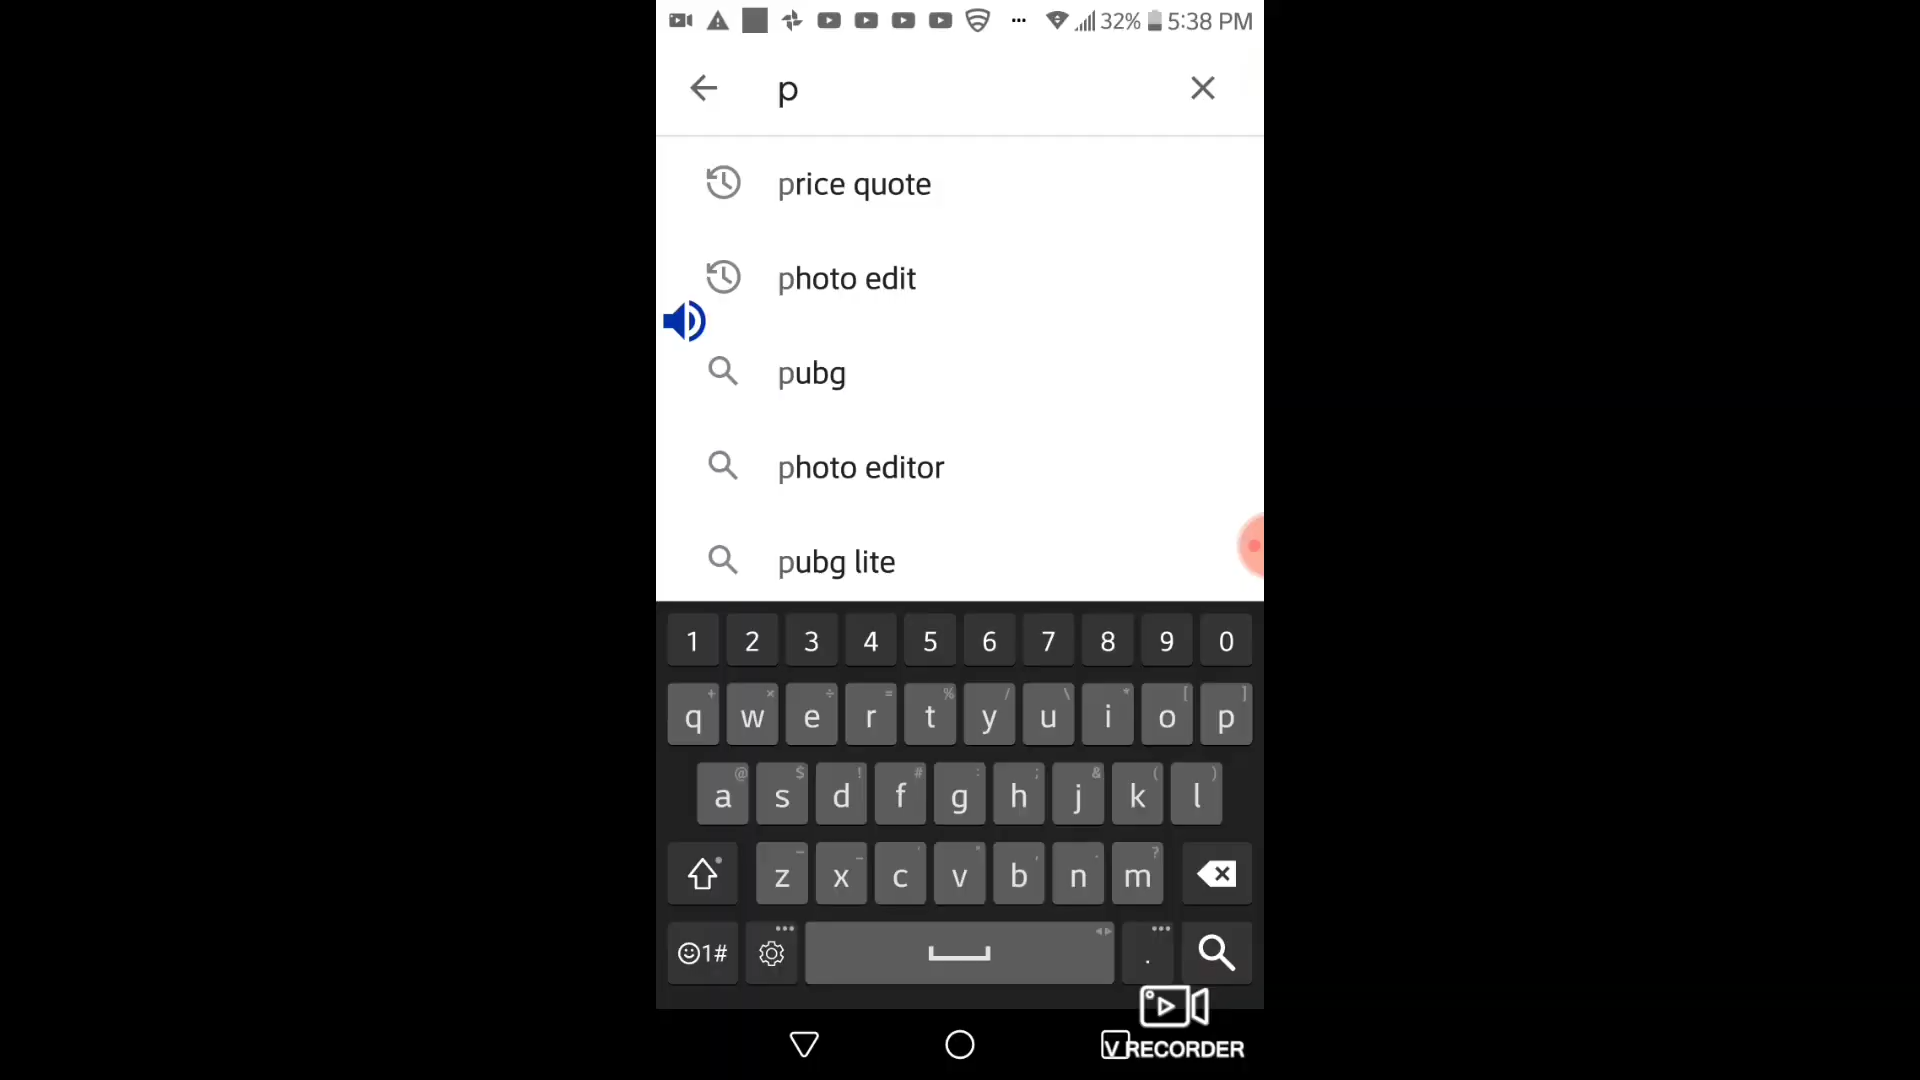 32% 5:38 PM
p
price quote
photo edit
pubg
photo editor
pubg lite
1 2 3 4 5 6 7 8 9 0
+ × ÷ = % / \ * [ ]
q w e r t y u i o p
@ $ ! # : ; & ( )
a s d f g h j k l
z x c v b n m ?
1# .
V RECORDER